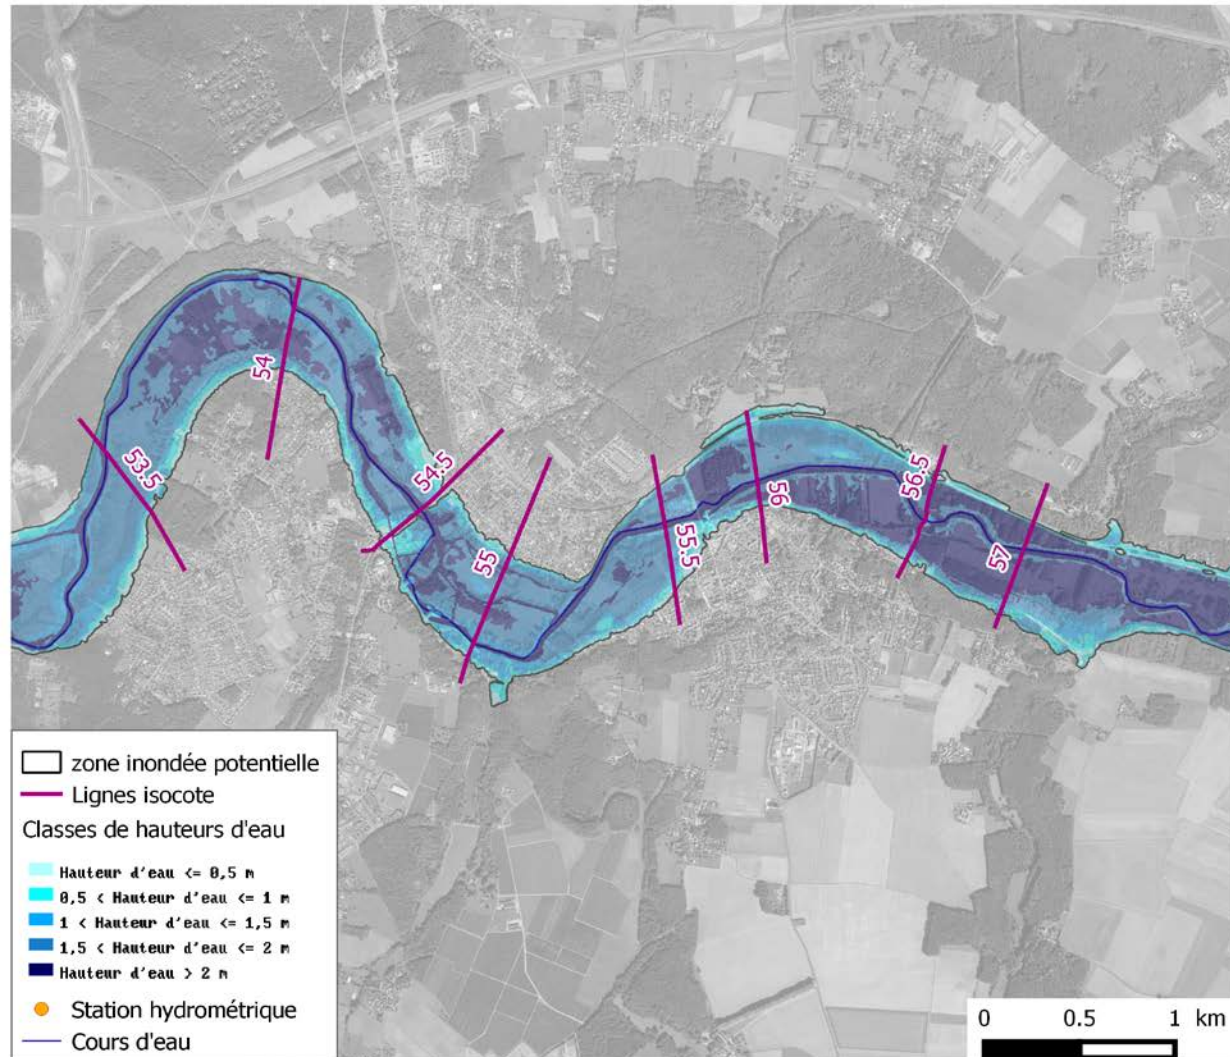 54
53.5
54.5
55
55.5
56
56.5
57
zone inondée potentielle
Lignes isocote
Classes de hauteurs d'eau
Hauteur d'eau <= 0,5 m
0,5 < Hauteur d'eau <= 1 m
1 < Hauteur d'eau <= 1,5 m
1,5 < Hauteur d'eau <= 2 m
Hauteur d'eau > 2 m
Station hydrométrique
Cours d'eau
0 0.5 1 km